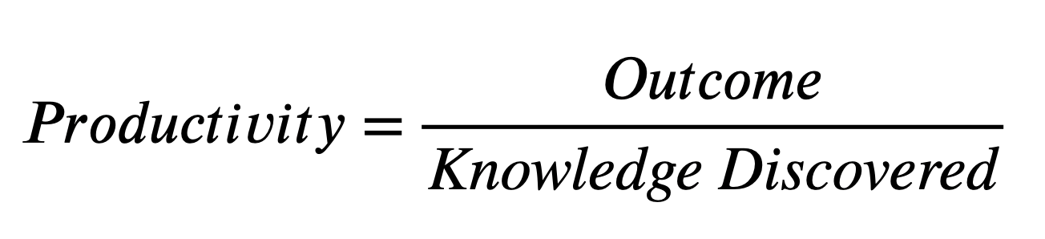 Productivity = Outcome / Knowledge Discovered